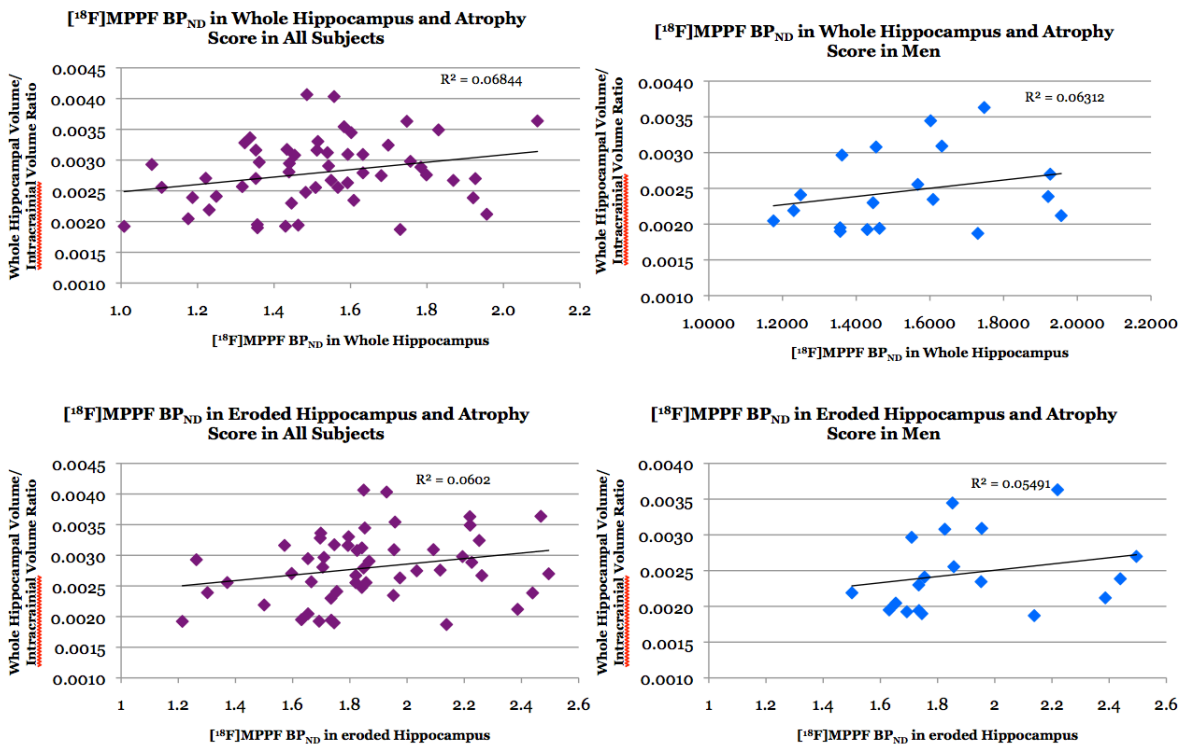 [¹⁸F]MPPF BP_ND in Whole Hippocampus and Atrophy
Score in All Subjects
Whole Hippocampal Volume/
Intracrainial Volume Ratio
0.0045
0.0040
0.0035
0.0030
0.0025
0.0020
0.0015
0.0010
R² = 0.06844
1.0 1.2 1.4 1.6 1.8 2.0 2.2
[¹⁸F]MPPF BP_ND in Whole Hippocampus
[¹⁸F]MPPF BP_ND in Whole Hippocampus and Atrophy
Score in Men
Whole Hippocampal Volume/
Intracrainial Volume Ratio
0.0040
0.0035
0.0030
0.0025
0.0020
0.0015
0.0010
R² = 0.06312
1.0000 1.2000 1.4000 1.6000 1.8000 2.0000 2.2000
[¹⁸F]MPPF BP_ND in Whole Hippocampus
[¹⁸F]MPPF BP_ND in Eroded Hippocampus and Atrophy
Score in All Subjects
Whole Hippocampal Volume/
Intracrainial Volume Ratio
0.0045
0.0040
0.0035
0.0030
0.0025
0.0020
0.0015
0.0010
R² = 0.0602
1 1.2 1.4 1.6 1.8 2 2.2 2.4 2.6
[¹⁸F]MPPF BP_ND in eroded Hippocampus
[¹⁸F]MPPF BP_ND in Eroded Hippocampus and Atrophy
Score in Men
Whole Hippocampal Volume/
Intracrainial Volume Ratio
0.0040
0.0035
0.0030
0.0025
0.0020
0.0015
0.0010
R² = 0.05491
1 1.2 1.4 1.6 1.8 2 2.2 2.4 2.6
[¹⁸F]MPPF BP_ND in eroded Hippocampus